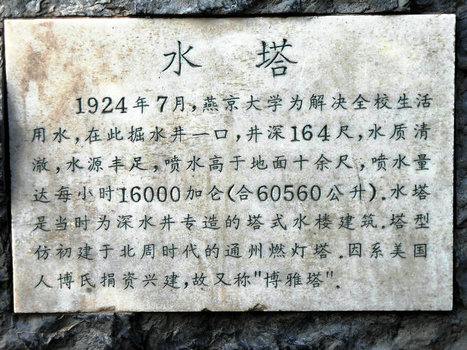 水塔
1924年7月,燕京大学为解决全校生活
用水,在此掘水井一口,井深164尺,水质清
澈,水源丰足,喷水高于地面十余尺,喷水量
达每小时16000加仑(合60560公升).水塔
是当时为深水井专造的塔式水楼建筑.塔型
仿初建于北周时代的通州燃灯塔.因系美国
人博氏捐资兴建,故又称"博雅塔".